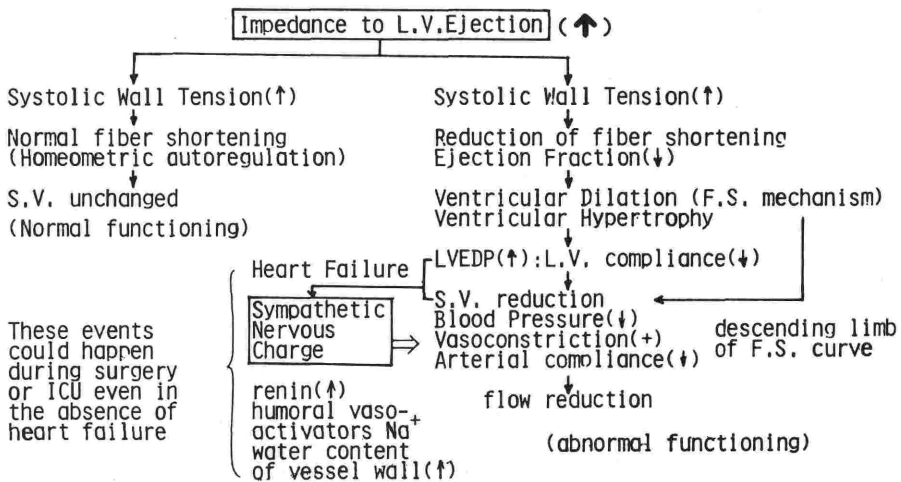 Impedance to L.V.Ejection (↑)
Systolic Wall Tension(↑)
Normal fiber shortening
(Homeometric autoregulation)
S.V. unchanged
(Normal functioning)
Systolic Wall Tension(↑)
Reduction of fiber shortening
Ejection Fraction(↓)
Ventricular Dilation (F.S. mechanism)
Ventricular Hypertrophy
LVEDP(↑):L.V. compliance(↓)
S.V. reduction
Blood Pressure(↓)
Vasoconstriction(+)
Arterial compliance(↓)
descending limb
of F.S. curve
flow reduction
(abnormal functioning)
Heart Failure
Sympathetic
Nervous
Charge
renin(↑)
humoral vaso-
activators Na+
water content
of vessel wall(↑)
These events
could happen
during surgery
or ICU even in
the absence of
heart failure